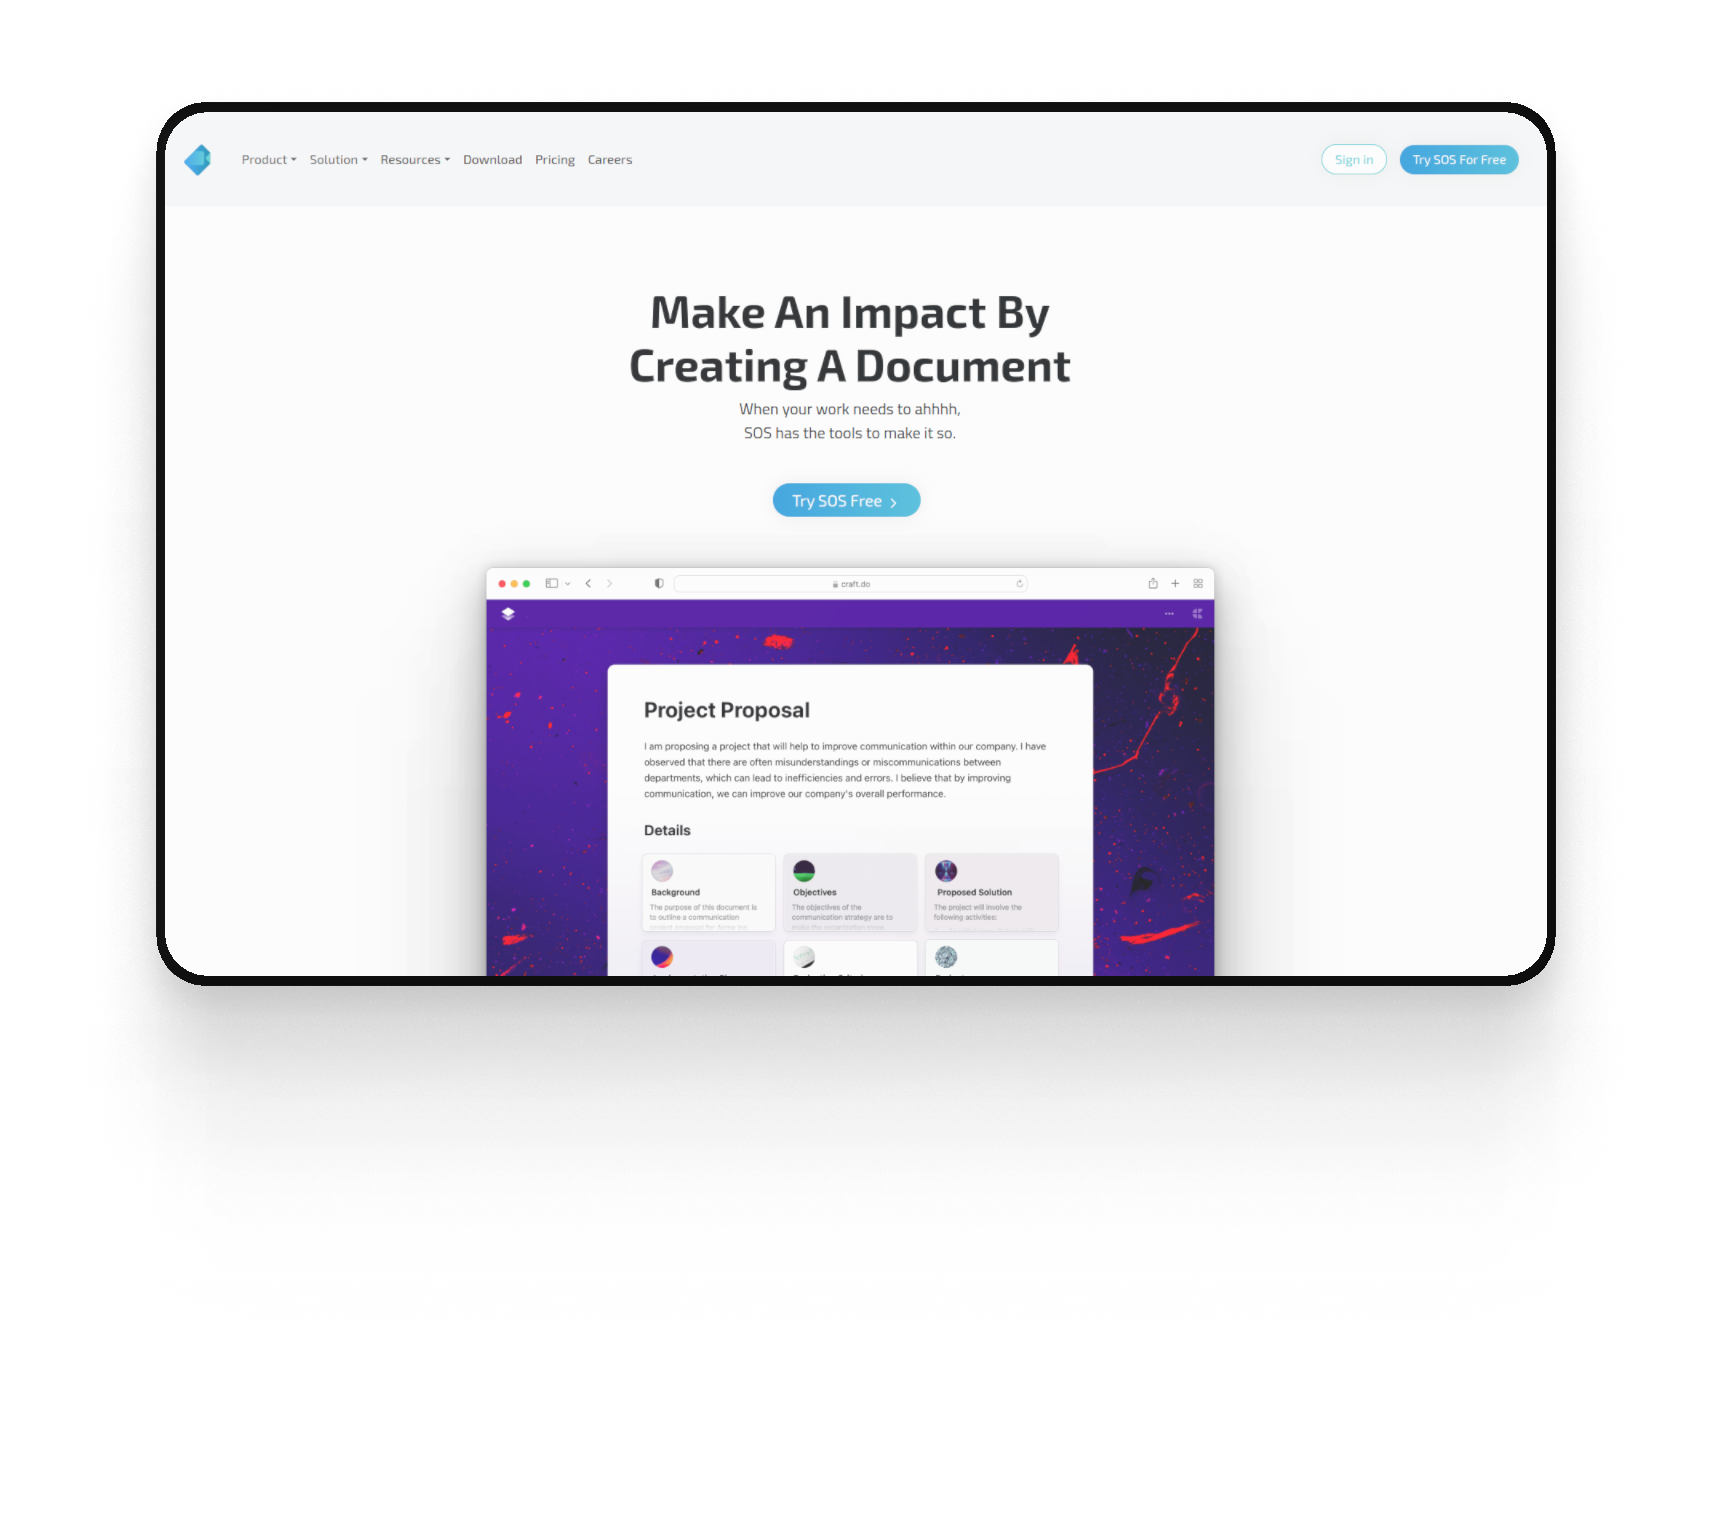 Product
Solution
Resources
Download
Pricing
Careers
Sign in
Try SOS For Free
Make An Impact By
Creating A Document
When your work needs to ahhhh,
SOS has the tools to make it so.
Try SOS Free
craft.do
Project Proposal
I am proposing a project that will help to improve communication within our company. I have
observed that there are often misunderstandings or miscommunications between
departments, which can lead to inefficiencies and errors. I believe that by improving
communication, we can improve our company's overall performance.
Details
Background
The purpose of this document is
to outline a communication
Objectives
The objectives of the
communication strategy are to
make the organization more
Proposed Solution
The project will involve the
following activities: